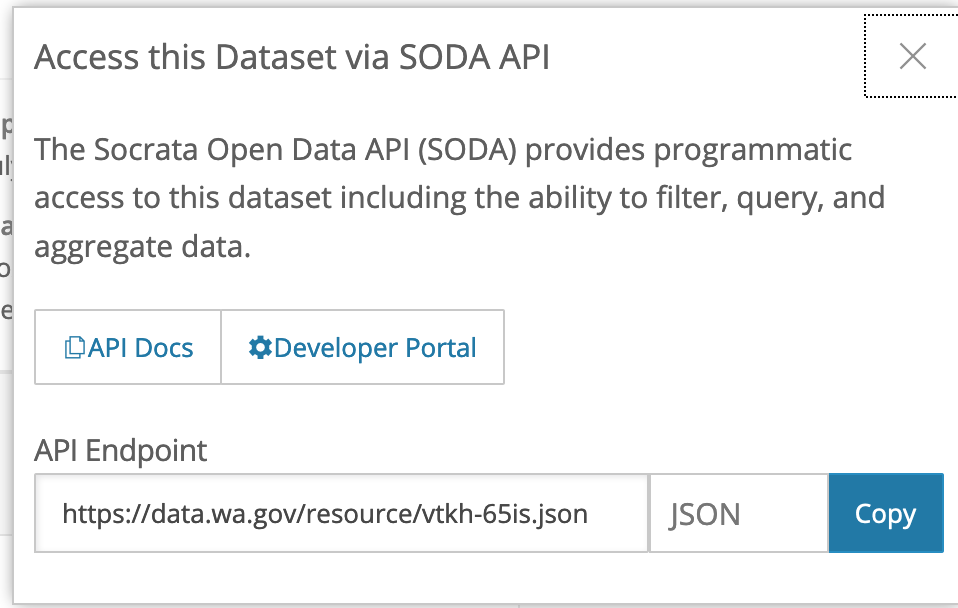 Access this Dataset via SODA API
The Socrata Open Data API (SODA) provides programmatic
access to this dataset including the ability to filter, query, and
aggregate data.
API Docs
Developer Portal
API Endpoint
https://data.wa.gov/resource/vtkh-65is.json
JSON
Copy